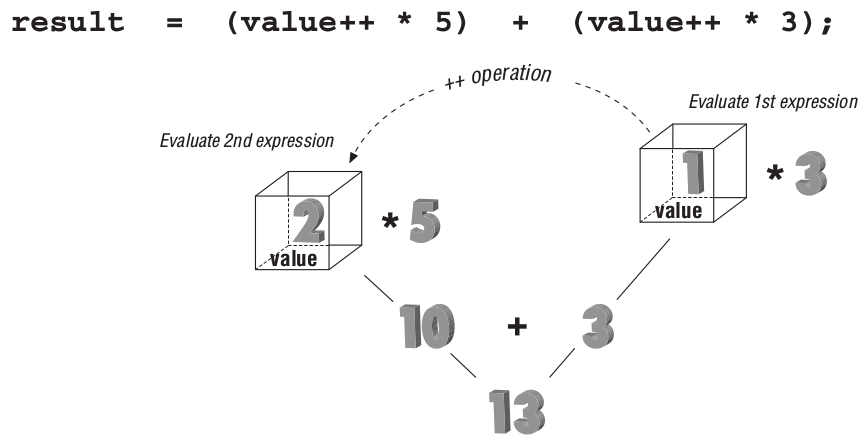 result = (value++ * 5) + (value++ * 3);
++ operation
Evaluate 1st expression
Evaluate 2nd expression
1 * 3
value
2 * 5
value
10 + 3
13